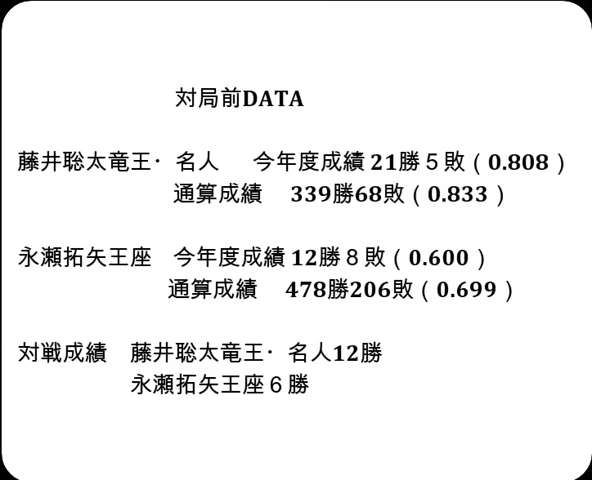 対局前DATA
藤井聡太竜王・名人　今年度成績 21勝５敗（0.808）
通算成績　339勝68敗（0.833）
永瀬拓矢王座　今年度成績 12勝８敗（0.600）
通算成績　478勝206敗（0.699）
対戦成績　藤井聡太竜王・名人12勝
永瀬拓矢王座６勝